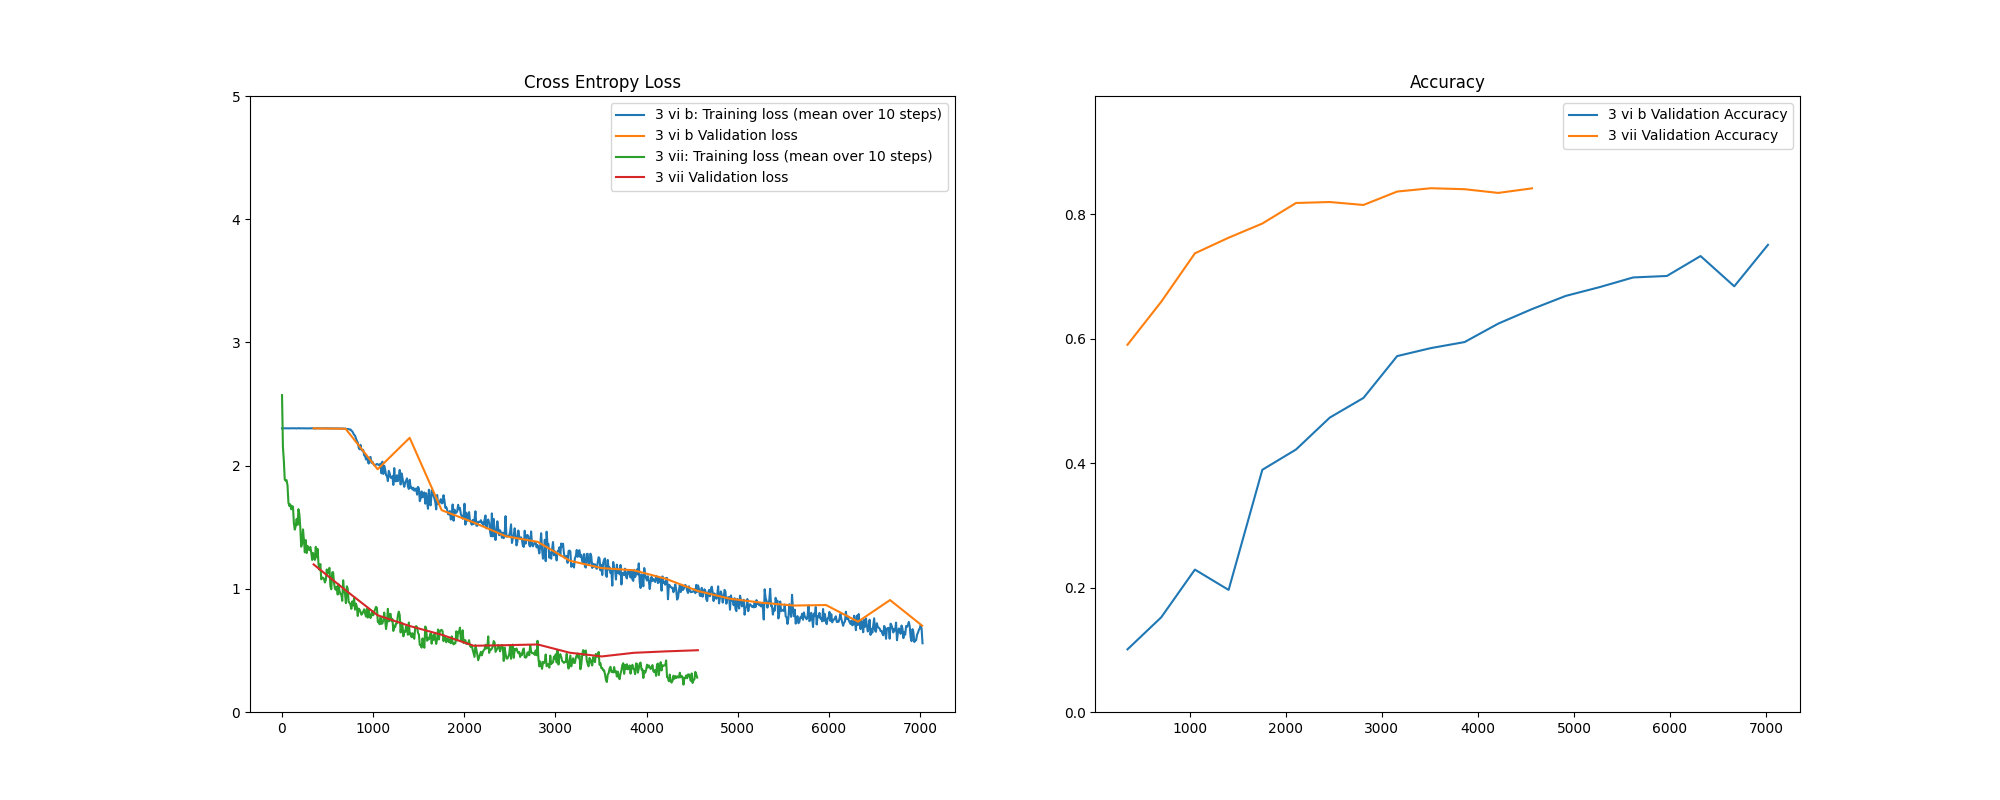 Cross Entropy Loss
5
4
3
2
1
0
0 1000 2000 3000 4000 5000 6000 7000
3 vi b: Training loss (mean over 10 steps)
3 vi b Validation loss
3 vii: Training loss (mean over 10 steps)
3 vii Validation loss
Accuracy
0.8
0.6
0.4
0.2
0.0
1000 2000 3000 4000 5000 6000 7000
3 vi b Validation Accuracy
3 vii Validation Accuracy